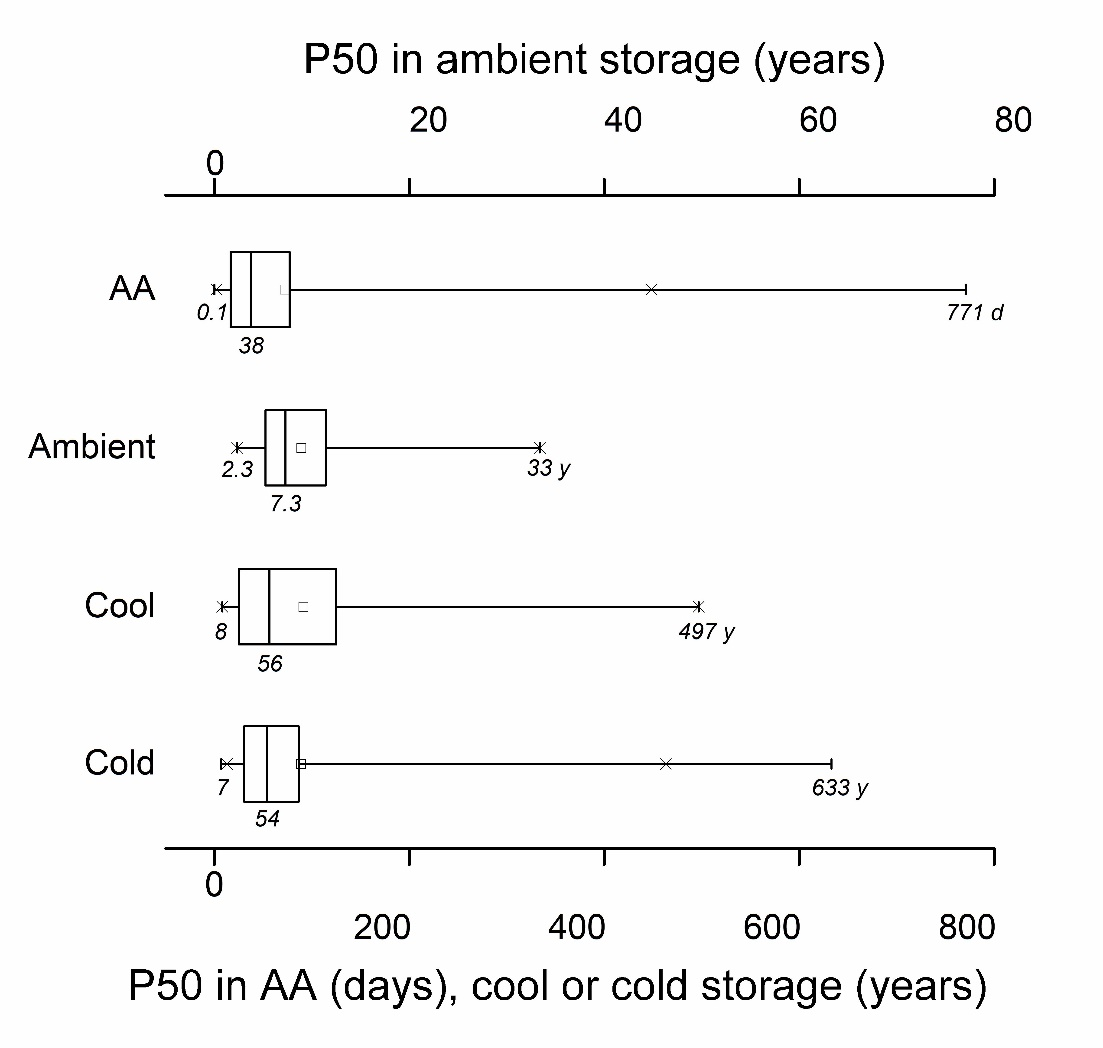 P50 in ambient storage (years)
0 20 40 60 80
AA
0.1 771 d
38
Ambient
2.3 33 y
7.3
Cool
8 497 y
56
Cold
7 633 y
54
0 200 400 600 800
P50 in AA (days), cool or cold storage (years)